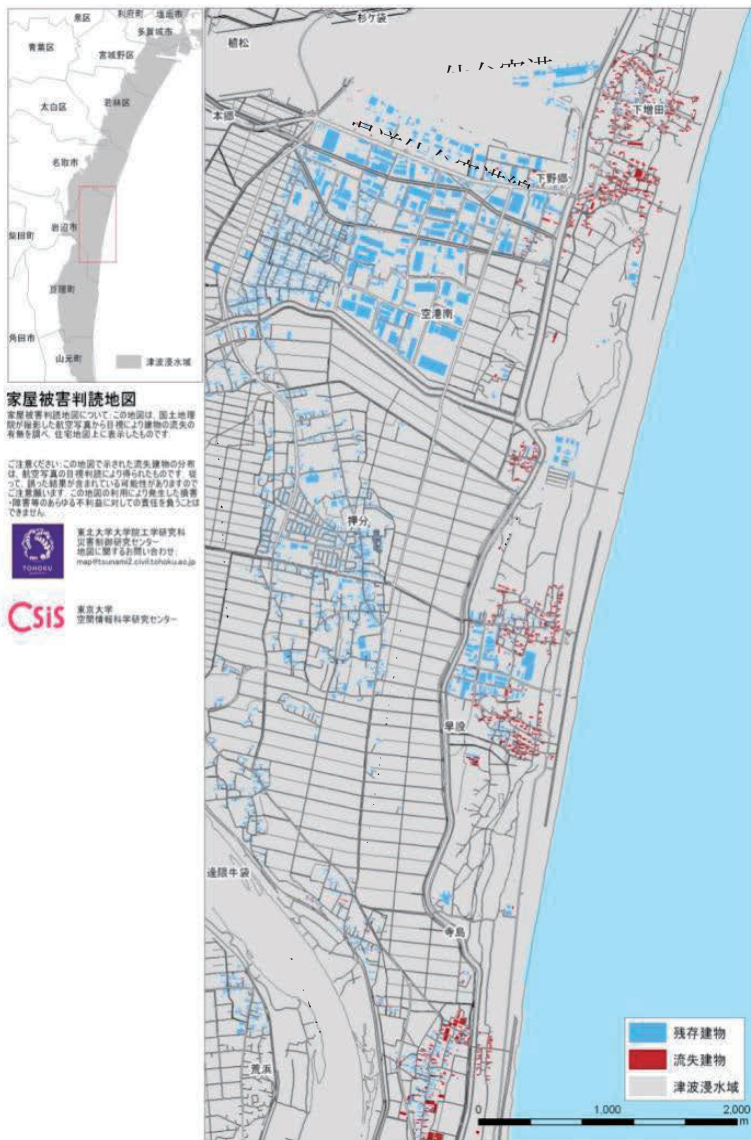 泉区
利府町
塩竈市
多賀城市
青葉区
宮城野区
若林区
太白区
名取市
岩沼市
柴田町
亘理町
角田市
山元町
津波浸水域
家屋被害判読地図
家屋被害判読地図について:この地図は、国土地理
院が撮影した航空写真から目視により建物の流失の
有無を調べ、住宅地図上に表示したものです.
ご注意ください:この地図で示された流失建物の分布
は、航空写真の目視判読により得られたものです. 従
って、誤った結果が含まれている可能性がありますので
ご注意願います. この地図の利用により発生した損害
・障害等のあらゆる不利益に対しての責任を負うことは
できません.
TOHOKU
東北大学大学院工学研究科
災害制御研究センター
地図に関するお問い合わせ:
map@tsunami2.civil.tohoku.ac.jp
CSiS
東京大学
空間情報科学研究センター
杉ケ袋
植松
本郷
下増田
下野郷
空港南
押分
早股
逢隈牛袋
寺島
荒浜
残存建物
流失建物
津波浸水域
0 1,000 2,000
m